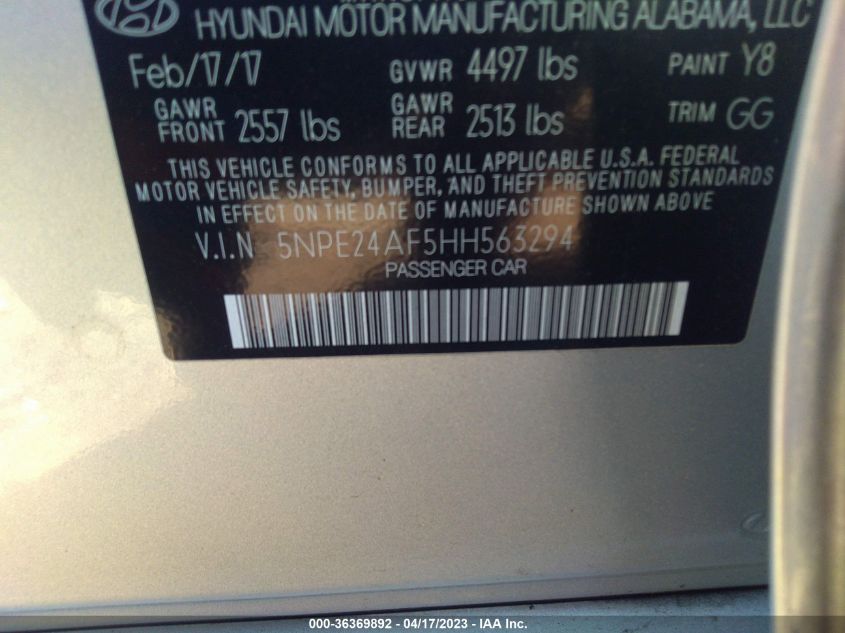 HYUNDAI MOTOR MANUFACTURING ALABAMA, LLC
Feb/17/17 GVWR 4497 lbs PAINT Y8
GAWR FRONT 2557 lbs GAWR REAR 2513 lbs TRIM GG
THIS VEHICLE CONFORMS TO ALL APPLICABLE U.S.A. FEDERAL
MOTOR VEHICLE SAFETY, BUMPER, AND THEFT PREVENTION STANDARDS
IN EFFECT ON THE DATE OF MANUFACTURE SHOWN ABOVE
V.I.N 5NPE24AF5HH563294
PASSENGER CAR
000-36369892 - 04/17/2023 - IAA Inc.